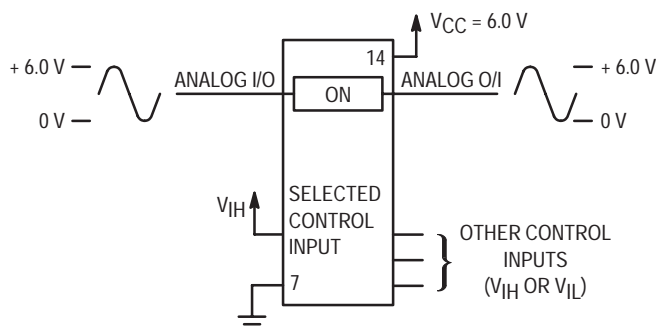 VCC = 6.0 V
14
+ 6.0 V
ANALOG I/O
ON
ANALOG O/I
+ 6.0 V
0 V
0 V
VIH
SELECTED
CONTROL
INPUT
OTHER CONTROL
INPUTS
(VIH OR VIL)
7